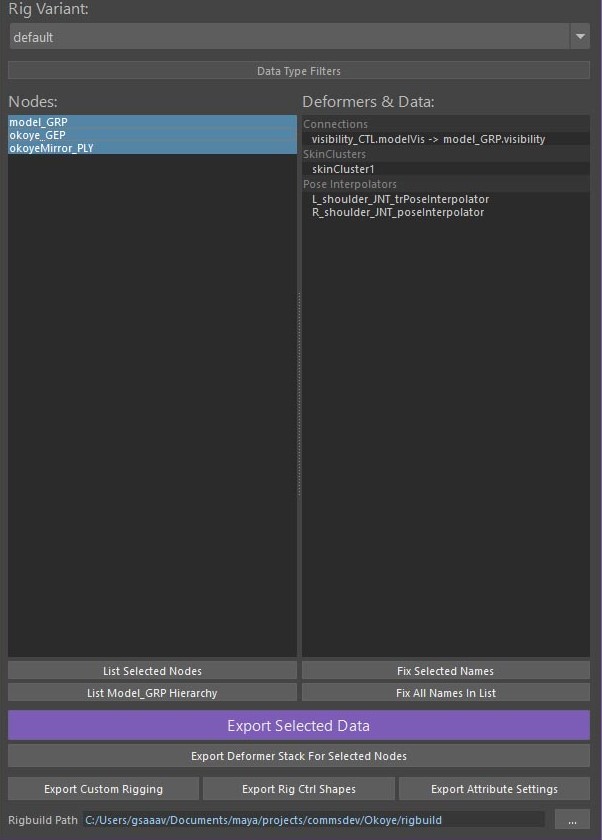 Rig Variant:
default
Data Type Filters
Nodes:
model_GRP
okoye_GEP
okoyeMirror_PLY
Deformers & Data:
Connections
visibility_CTL.modelVis -> model_GRP.visibility
SkinClusters
skinCluster1
Pose Interpolators
L_shoulder_JNT_trPoseInterpolator
R_shoulder_JNT_poseInterpolator
List Selected Nodes
Fix Selected Names
List Model_GRP Hierarchy
Fix All Names In List
Export Selected Data
Export Deformer Stack For Selected Nodes
Export Custom Rigging
Export Rig Ctrl Shapes
Export Attribute Settings
Rigbuild Path C:/Users/gsaaav/Documents/maya/projects/commsdev/Okoye/rigbuild ...